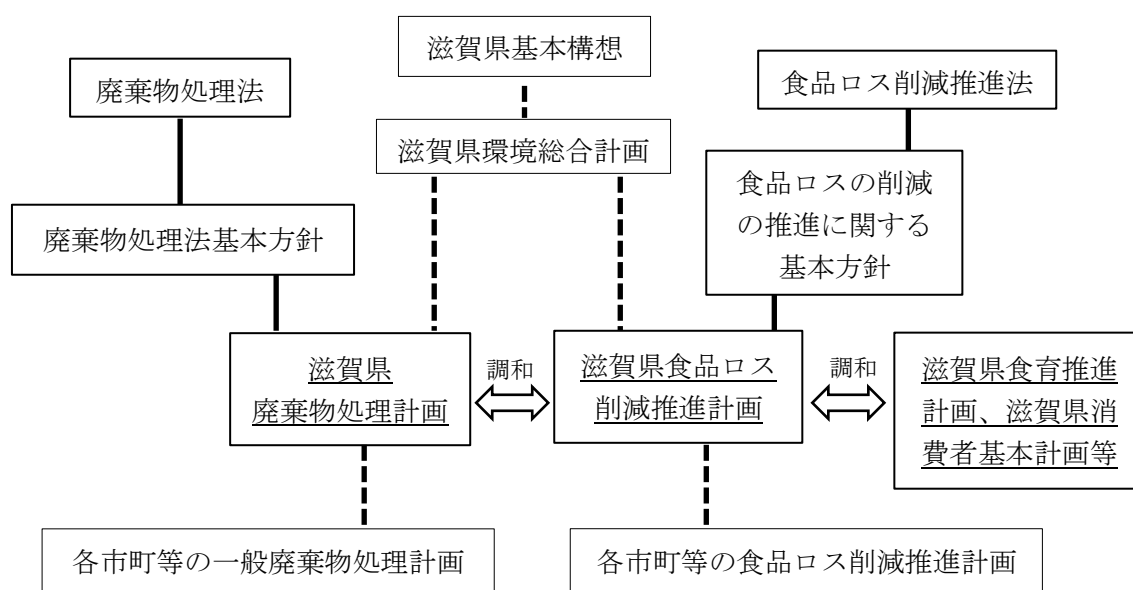 滋賀県基本構想
廃棄物処理法
食品ロス削減推進法
滋賀県環境総合計画
食品ロスの削減
の推進に関する
基本方針
廃棄物処理法基本方針
滋賀県
廃棄物処理計画
調和
滋賀県食品ロス
削減推進計画
調和
滋賀県食育推進
計画、滋賀県消
費者基本計画等
各市町等の一般廃棄物処理計画
各市町等の食品ロス削減推進計画